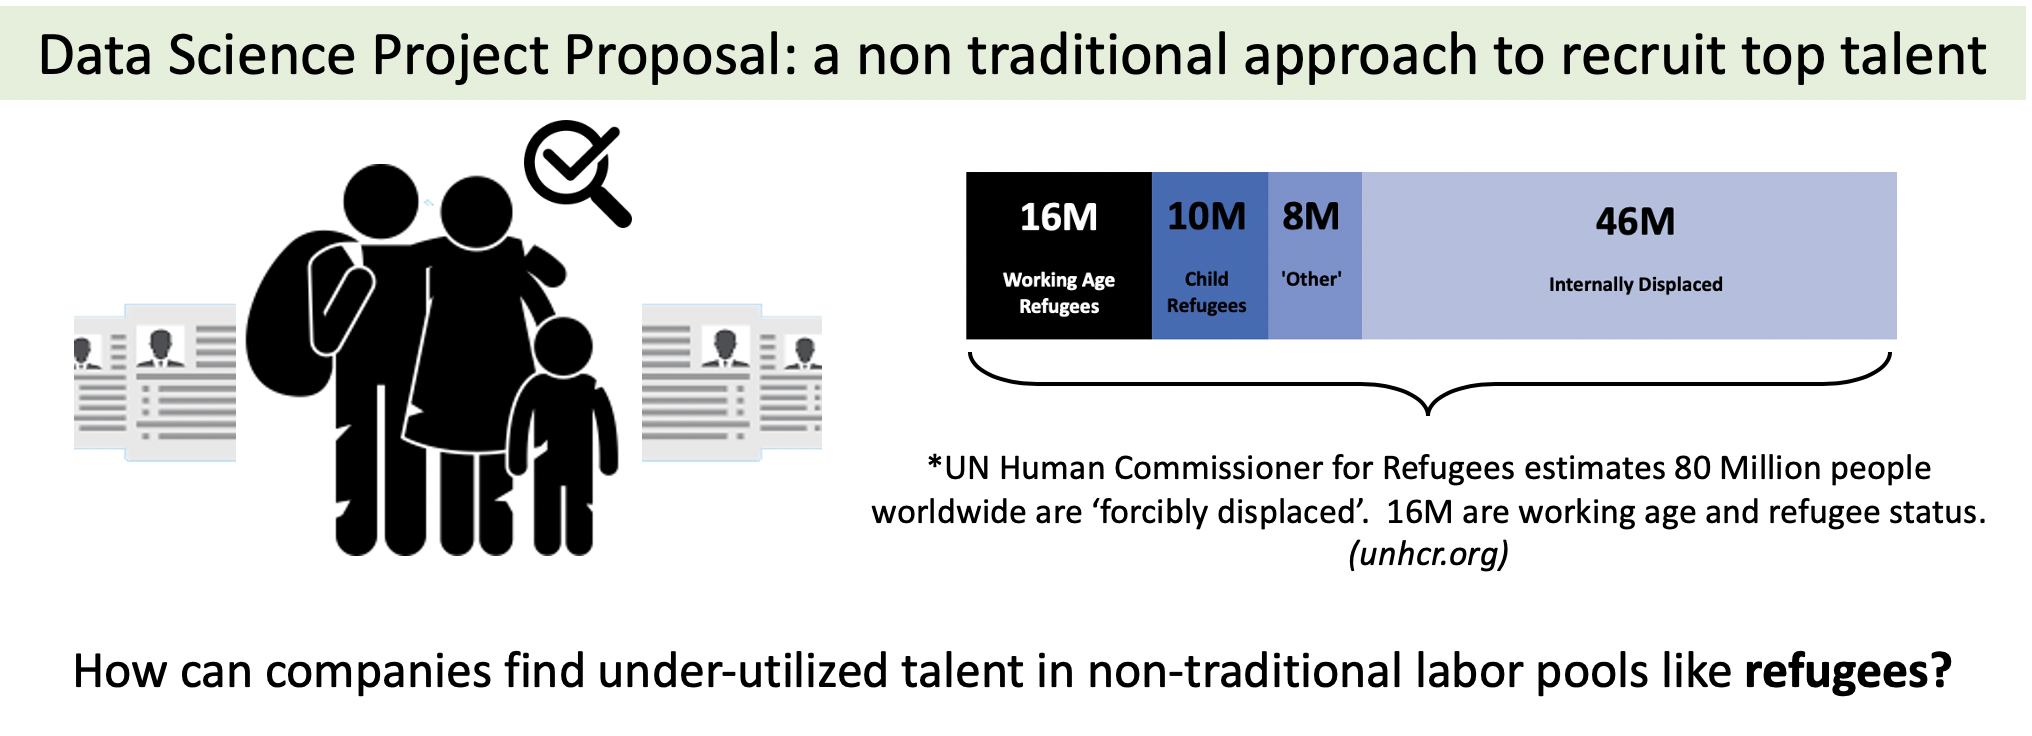 Data Science Project Proposal: a non traditional approach to recruit top talent
16M
Working Age
Refugees
10M
Child
Refugees
8M
'Other'
46M
Internally Displaced
*UN Human Commissioner for Refugees estimates 80 Million people
worldwide are ‘forcibly displaced’.  16M are working age and refugee status.
(unhcr.org)
How can companies find under-utilized talent in non-traditional labor pools like refugees?